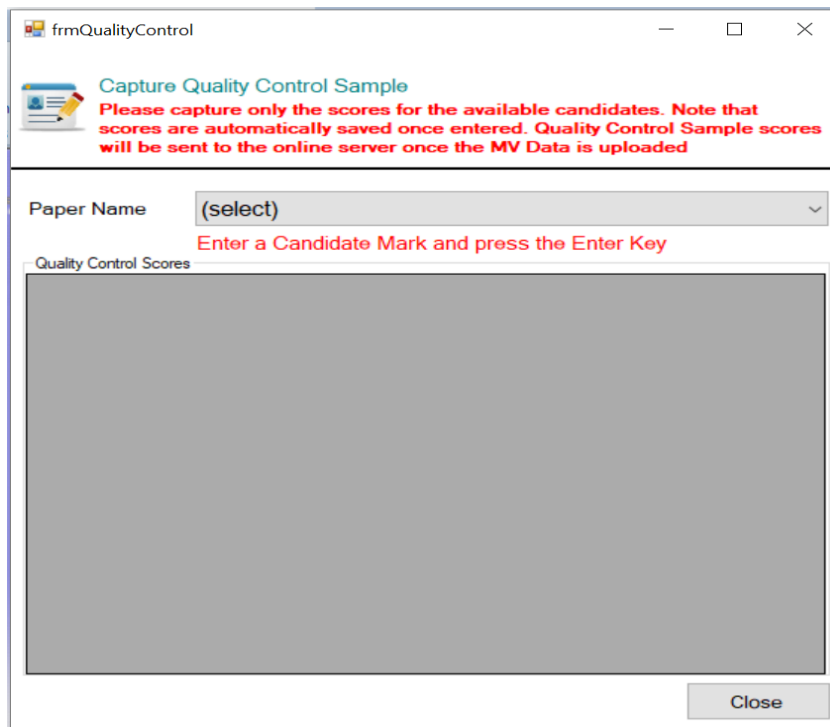 frmQualityControl
Capture Quality Control Sample
Please capture only the scores for the available candidates. Note that
scores are automatically saved once entered. Quality Control Sample scores
will be sent to the online server once the MV Data is uploaded
Paper Name
(select)
Enter a Candidate Mark and press the Enter Key
Quality Control Scores
Close